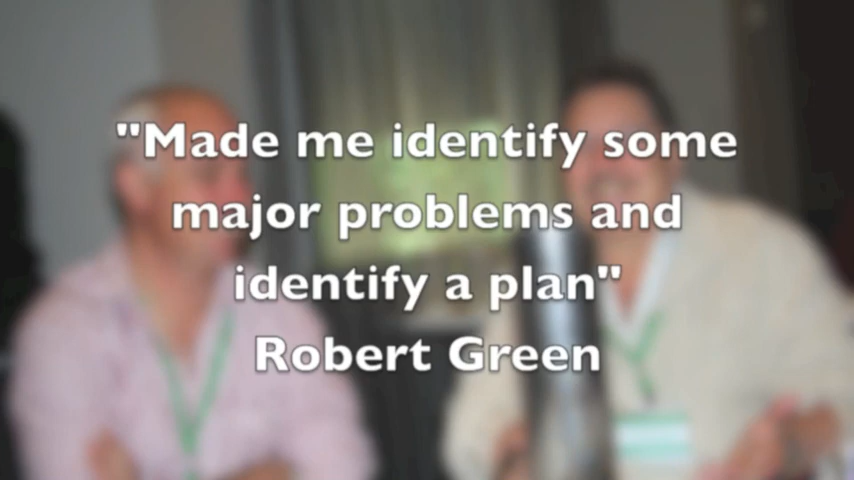 "Made me identify some
major problems and
identify a plan"
Robert Green